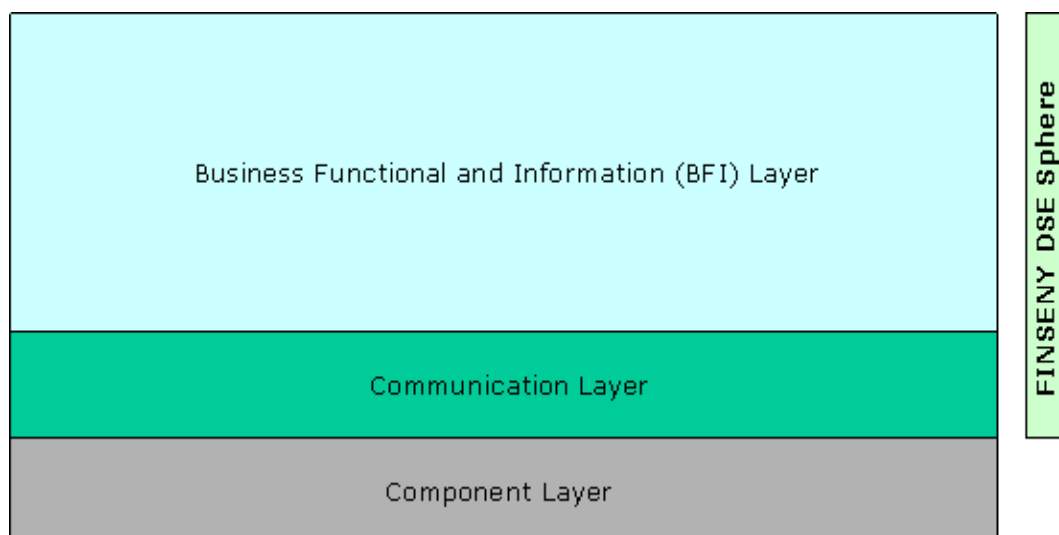 Business Functional and Information (BFI) Layer
Communication Layer
Component Layer
FINSENY DSE Sphere